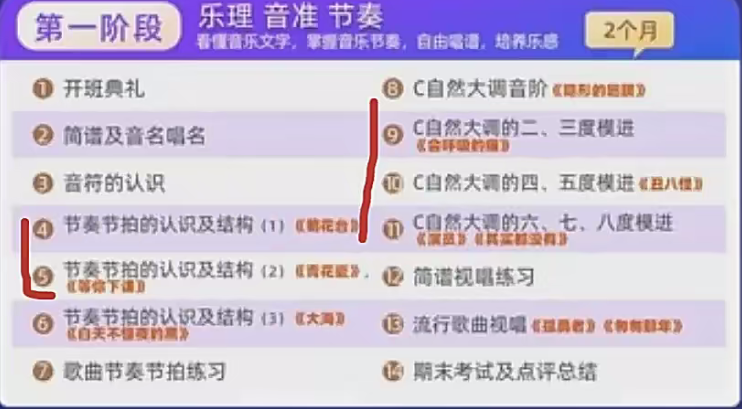 第一阶段
乐理 音准 节奏
看懂音乐文字，掌握音乐节奏，自由唱谱，培养乐感
2个月
1 开班典礼
2 简谱及音名唱名
3 音符的认识
4 节奏节拍的认识及结构（1）《菊花台》
5 节奏节拍的认识及结构（2）《青花瓷》，
《等你下课》
6 节奏节拍的认识及结构（3）《大海》
《白天不懂夜的黑》
7 歌曲节奏节拍练习
8 C自然大调音阶《隐形的翅膀》
9 C自然大调的二、三度模进
《会呼吸的痛》
10 C自然大调的四、五度模进《丑八怪》
11 C自然大调的六、七、八度模进
《演员》《其实都没有》
12 简谱视唱练习
13 流行歌曲视唱《孤勇者》《匆匆那年》
14 期末考试及点评总结